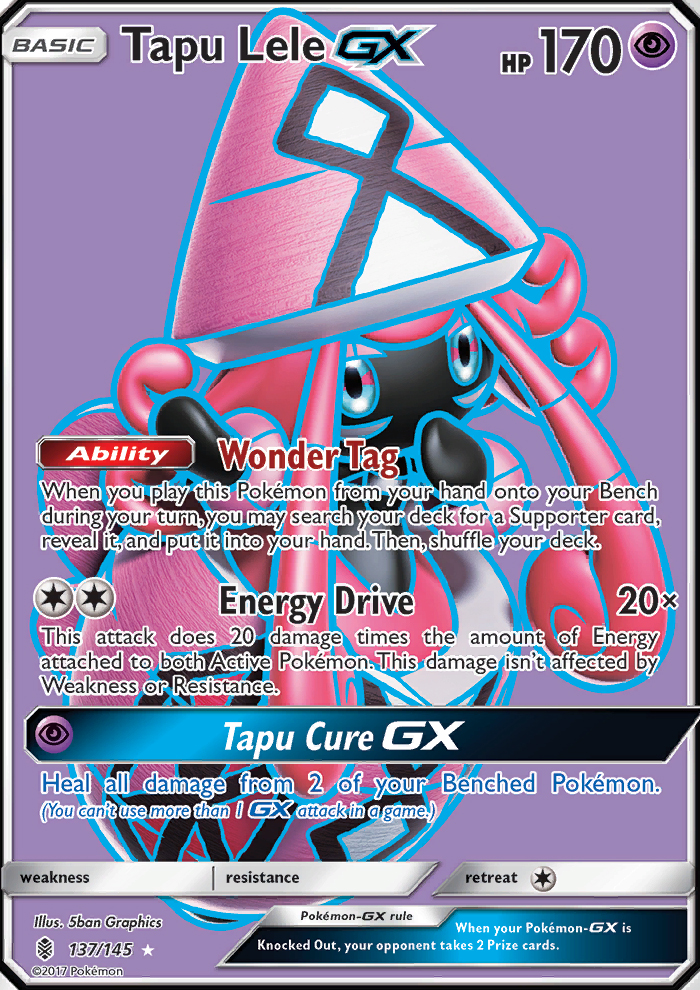 BASIC Tapu Lele GX HP 170
Ability Wonder Tag
When you play this Pokémon from your hand onto your Bench
during your turn, you may search your deck for a Supporter card,
reveal it, and put it into your hand. Then, shuffle your deck.
Energy Drive 20×
This attack does 20 damage times the amount of Energy
attached to both Active Pokémon. This damage isn't affected by
Weakness or Resistance.
Tapu Cure GX
Heal all damage from 2 of your Benched Pokémon.
(You can't use more than 1 GX attack in a game.)
weakness resistance retreat
Illus. 5ban Graphics
137/145
©2017 Pokémon
Pokémon-GX rule
When your Pokémon-GX is
Knocked Out, your opponent takes 2 Prize cards.